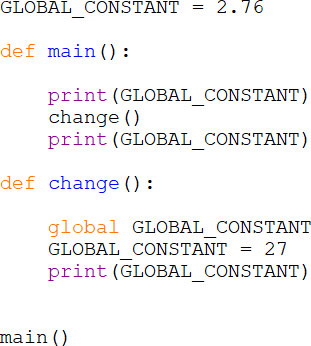 GLOBAL_CONSTANT = 2.76
def main():
    print(GLOBAL_CONSTANT)
    change()
    print(GLOBAL_CONSTANT)
def change():
    global GLOBAL_CONSTANT
    GLOBAL_CONSTANT = 27
    print(GLOBAL_CONSTANT)
main()